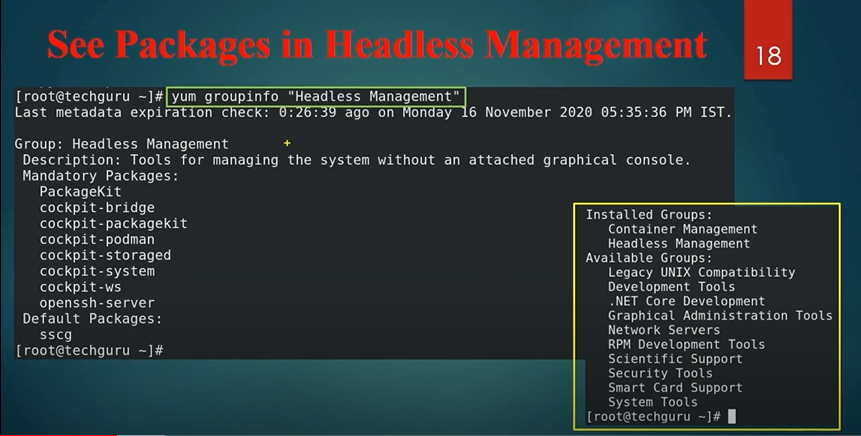 See Packages in Headless Management
18
[root@techguru ~]# yum groupinfo "Headless Management"
Last metadata expiration check: 0:26:39 ago on Monday 16 November 2020 05:35:36 PM IST.
Group: Headless Management
Description: Tools for managing the system without an attached graphical console.
Mandatory Packages:
PackageKit
cockpit-bridge
cockpit-packagekit
cockpit-podman
cockpit-storaged
cockpit-system
cockpit-ws
openssh-server
Default Packages:
sscg
[root@techguru ~]#
Installed Groups:
Container Management
Headless Management
Available Groups:
Legacy UNIX Compatibility
Development Tools
.NET Core Development
Graphical Administration Tools
Network Servers
RPM Development Tools
Scientific Support
Security Tools
Smart Card Support
System Tools
[root@techguru ~]#